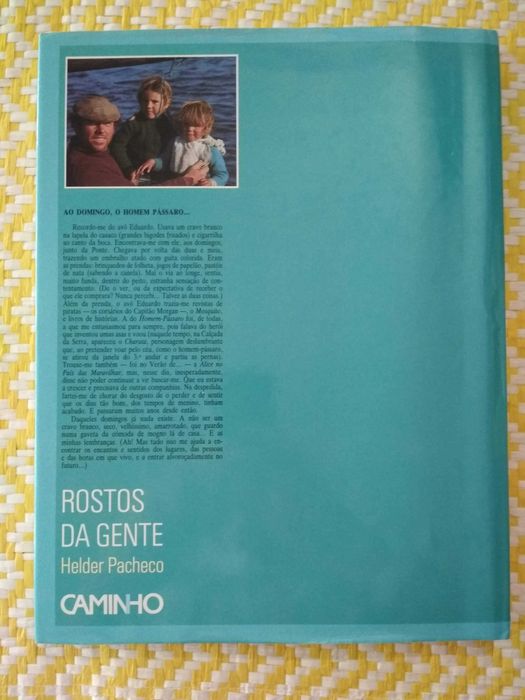 AO DOMINGO, O HOMEM PÁSSARO...
Recordo-me do avô Eduardo. Usava um cravo branco
na lapela do casaco (grandes bigodes frisados) e cigarrilha
ao canto da boca. Encontrava-me com ele, aos domingos,
junto da Ponte. Chegava por volta das duas e meia,
trazendo um embrulho atado com guita colorida. Eram
as prendas: brinquedos de folheta, jogos de papelão, pastéis
de nata (sabendo a canela). Mal o via ao longe, sentia,
muito funda, dentro do peito, estranha sensação de con-
tentamento. (De o ver, ou da expectativa de receber o
que ele comprara? Nunca percebi... Talvez as duas coisas.)
Além da prenda, o avô Eduardo trazia-me revistas de
piratas — os corsários do Capitão Morgan —, o Mosquito,
e livros de histórias. A do Homem-Pássaro foi, de todas,
a que me entusiasmou para sempre, pois falava do herói
que inventou umas asas e voou (naquele tempo, na Calçada
da Serra, apareceu o Charuto, personagem deslumbrante
que, ao pretender voar pelo céu, como o homem-pássaro,
se atirou da janela do 3.º andar e partiu as pernas).
Trouxe-me também — foi no Verão de... — a Alice no
País das Maravilhas; mas, nesse dia, inesperadamente,
disse não poder continuar a vir buscar-me. Que eu estava
a crescer e precisava de outras companhias. Na despedida,
fartei-me de chorar do desgosto de o perder e de sentir
que os dias tão bons, dos tempos de menino, tinham
acabado. E passaram muitos anos desde então.
Daqueles domingos já nada existe. A não ser um
cravo branco, seco, velhíssimo, amarrotado, que guardo
numa gaveta da cómoda de mogno lá de casa... E as
minhas lembranças. (Ah! Mas tudo isso me ajuda a en-
contrar os encantos e sentidos dos lugares, das pessoas
e das horas em que vivo, e a entrar alvoroçadamente no
futuro...)
ROSTOS
DA GENTE
Helder Pacheco
CAMINHO